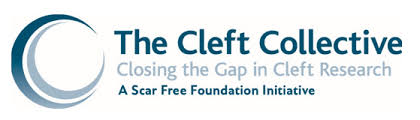 The Cleft Collective
Closing the Gap in Cleft Research
A Scar Free Foundation Initiative